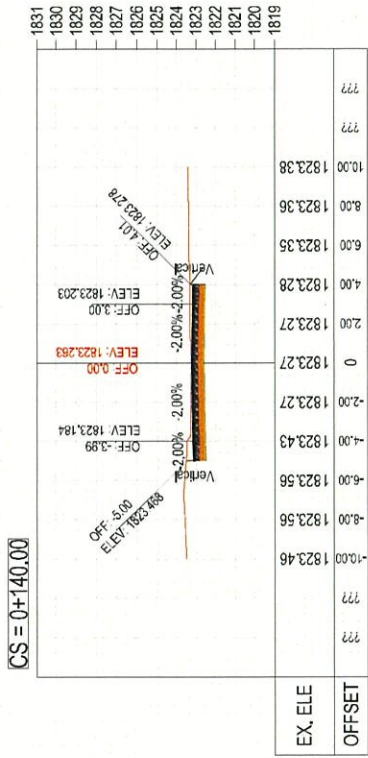 CS = 0+140.00
1831
1830
1829
1828
1827
1826
1825
1824
1823
1822
1821
1820
1819
OFF: -5.00
ELEV: 1823.468
OFF: -3.99
ELEV: 1823.184
OFF: 0.00
ELEV: 1823.263
OFF: 3.00
ELEV: 1823.203
OFF: 4.01
ELEV: 1823.278
Vertical
-2.00%
-2.00%
-2.00%
-2.00%
Vertical
EX. ELE 1823.46 1823.56 1823.56 1823.43 1823.27 1823.27 1823.27 1823.28 1823.35 1823.36 1823.38
OFFSET ??? ??? -10.00 -8.00 -6.00 -4.00 -2.00 0 2.00 4.00 6.00 8.00 10.00 ??? ???